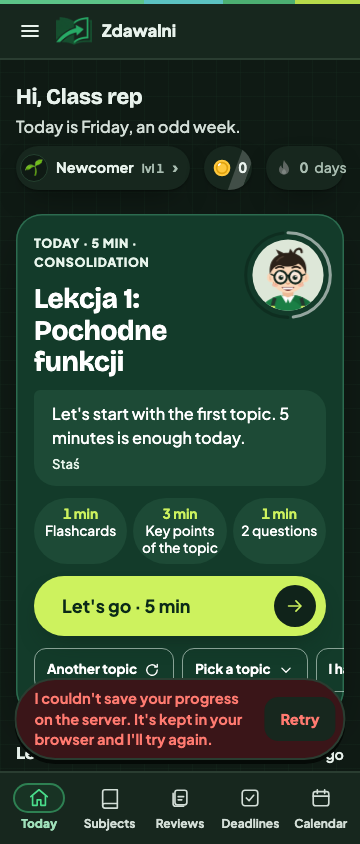 Zdawalni
Hi, Class rep
Today is Friday, an odd week.
Newcomer lvl 1 ›
0
0 days
TODAY · 5 MIN ·
CONSOLIDATION
Lekcja 1:
Pochodne
funkcji
Let's start with the first topic. 5
minutes is enough today.
Staś
1 min
Flashcards
3 min
Key points
of the topic
1 min
2 questions
Let's go · 5 min
Another topic
Pick a topic
I ha
I couldn't save your progress
on the server. It's kept in your
browser and I'll try again.
Retry
go
Today
Subjects
Reviews
Deadlines
Calendar